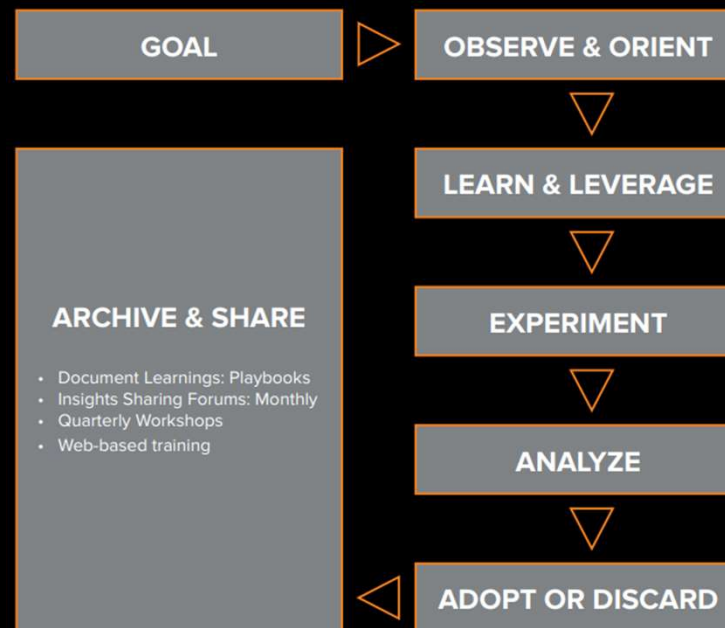 GOAL
OBSERVE & ORIENT
LEARN & LEVERAGE
EXPERIMENT
ANALYZE
ADOPT OR DISCARD
ARCHIVE & SHARE
• Document Learnings: Playbooks
• Insights Sharing Forums: Monthly
• Quarterly Workshops
• Web-based training